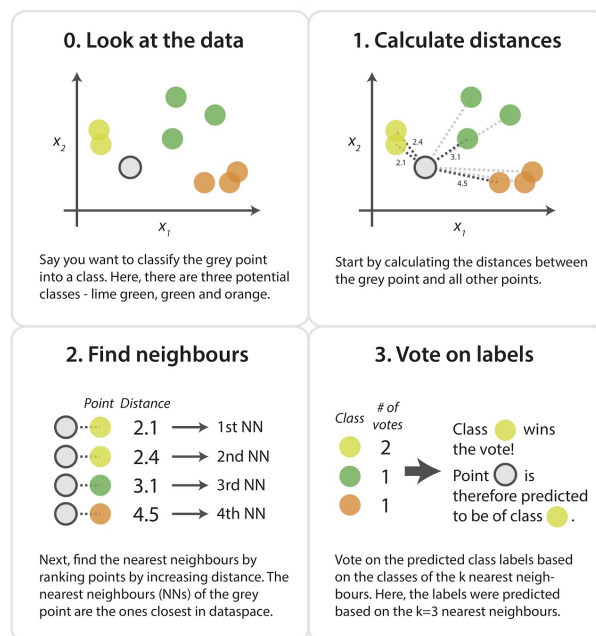 0. Look at the data
x2
x1
Say you want to classify the grey point
into a class. Here, there are three potential
classes - lime green, green and orange.
1. Calculate distances
x2
2.4
2.1
3.1
4.5
x1
Start by calculating the distances between
the grey point and all other points.
2. Find neighbours
Point Distance
2.1 1st NN
2.4 2nd NN
3.1 3rd NN
4.5 4th NN
Next, find the nearest neighbours by
ranking points by increasing distance. The
nearest neighbours (NNs) of the grey
point are the ones closest in dataspace.
3. Vote on labels
Class # of
votes
2
1
1
Class wins
the vote!
Point is
therefore predicted
to be of class .
Vote on the predicted class labels based
on the classes of the k nearest neigh-
bours. Here, the labels were predicted
based on the k=3 nearest neighbours.